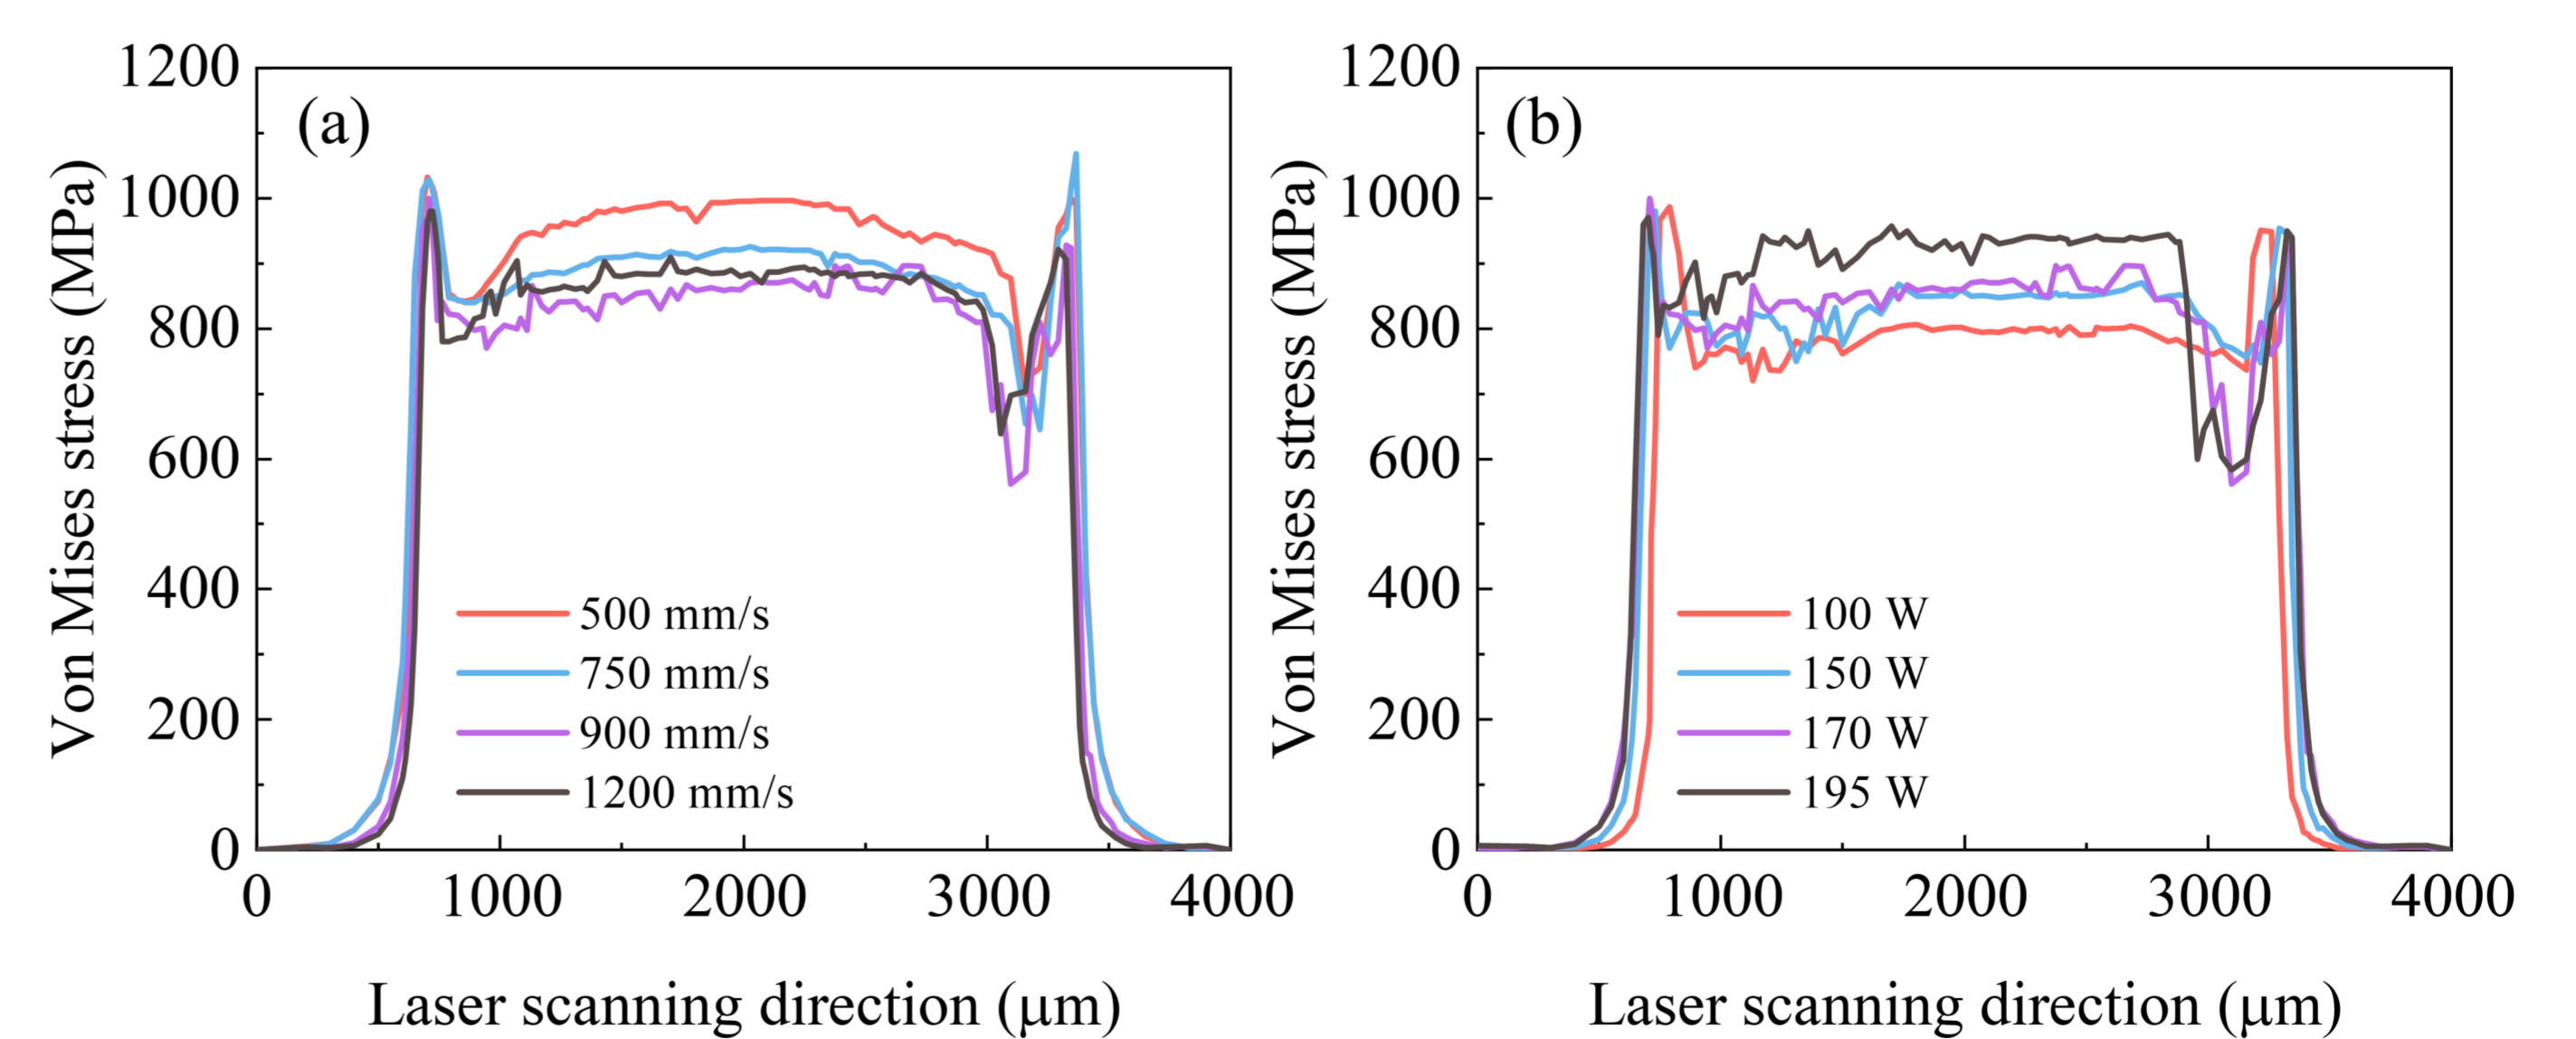 (a)
1200
1000
800
600
400
200
0
Von Mises stress (MPa)
500 mm/s
750 mm/s
900 mm/s
1200 mm/s
0 1000 2000 3000 4000
Laser scanning direction (μm)
(b)
1200
1000
800
600
400
200
0
Von Mises stress (MPa)
100 W
150 W
170 W
195 W
0 1000 2000 3000 4000
Laser scanning direction (μm)